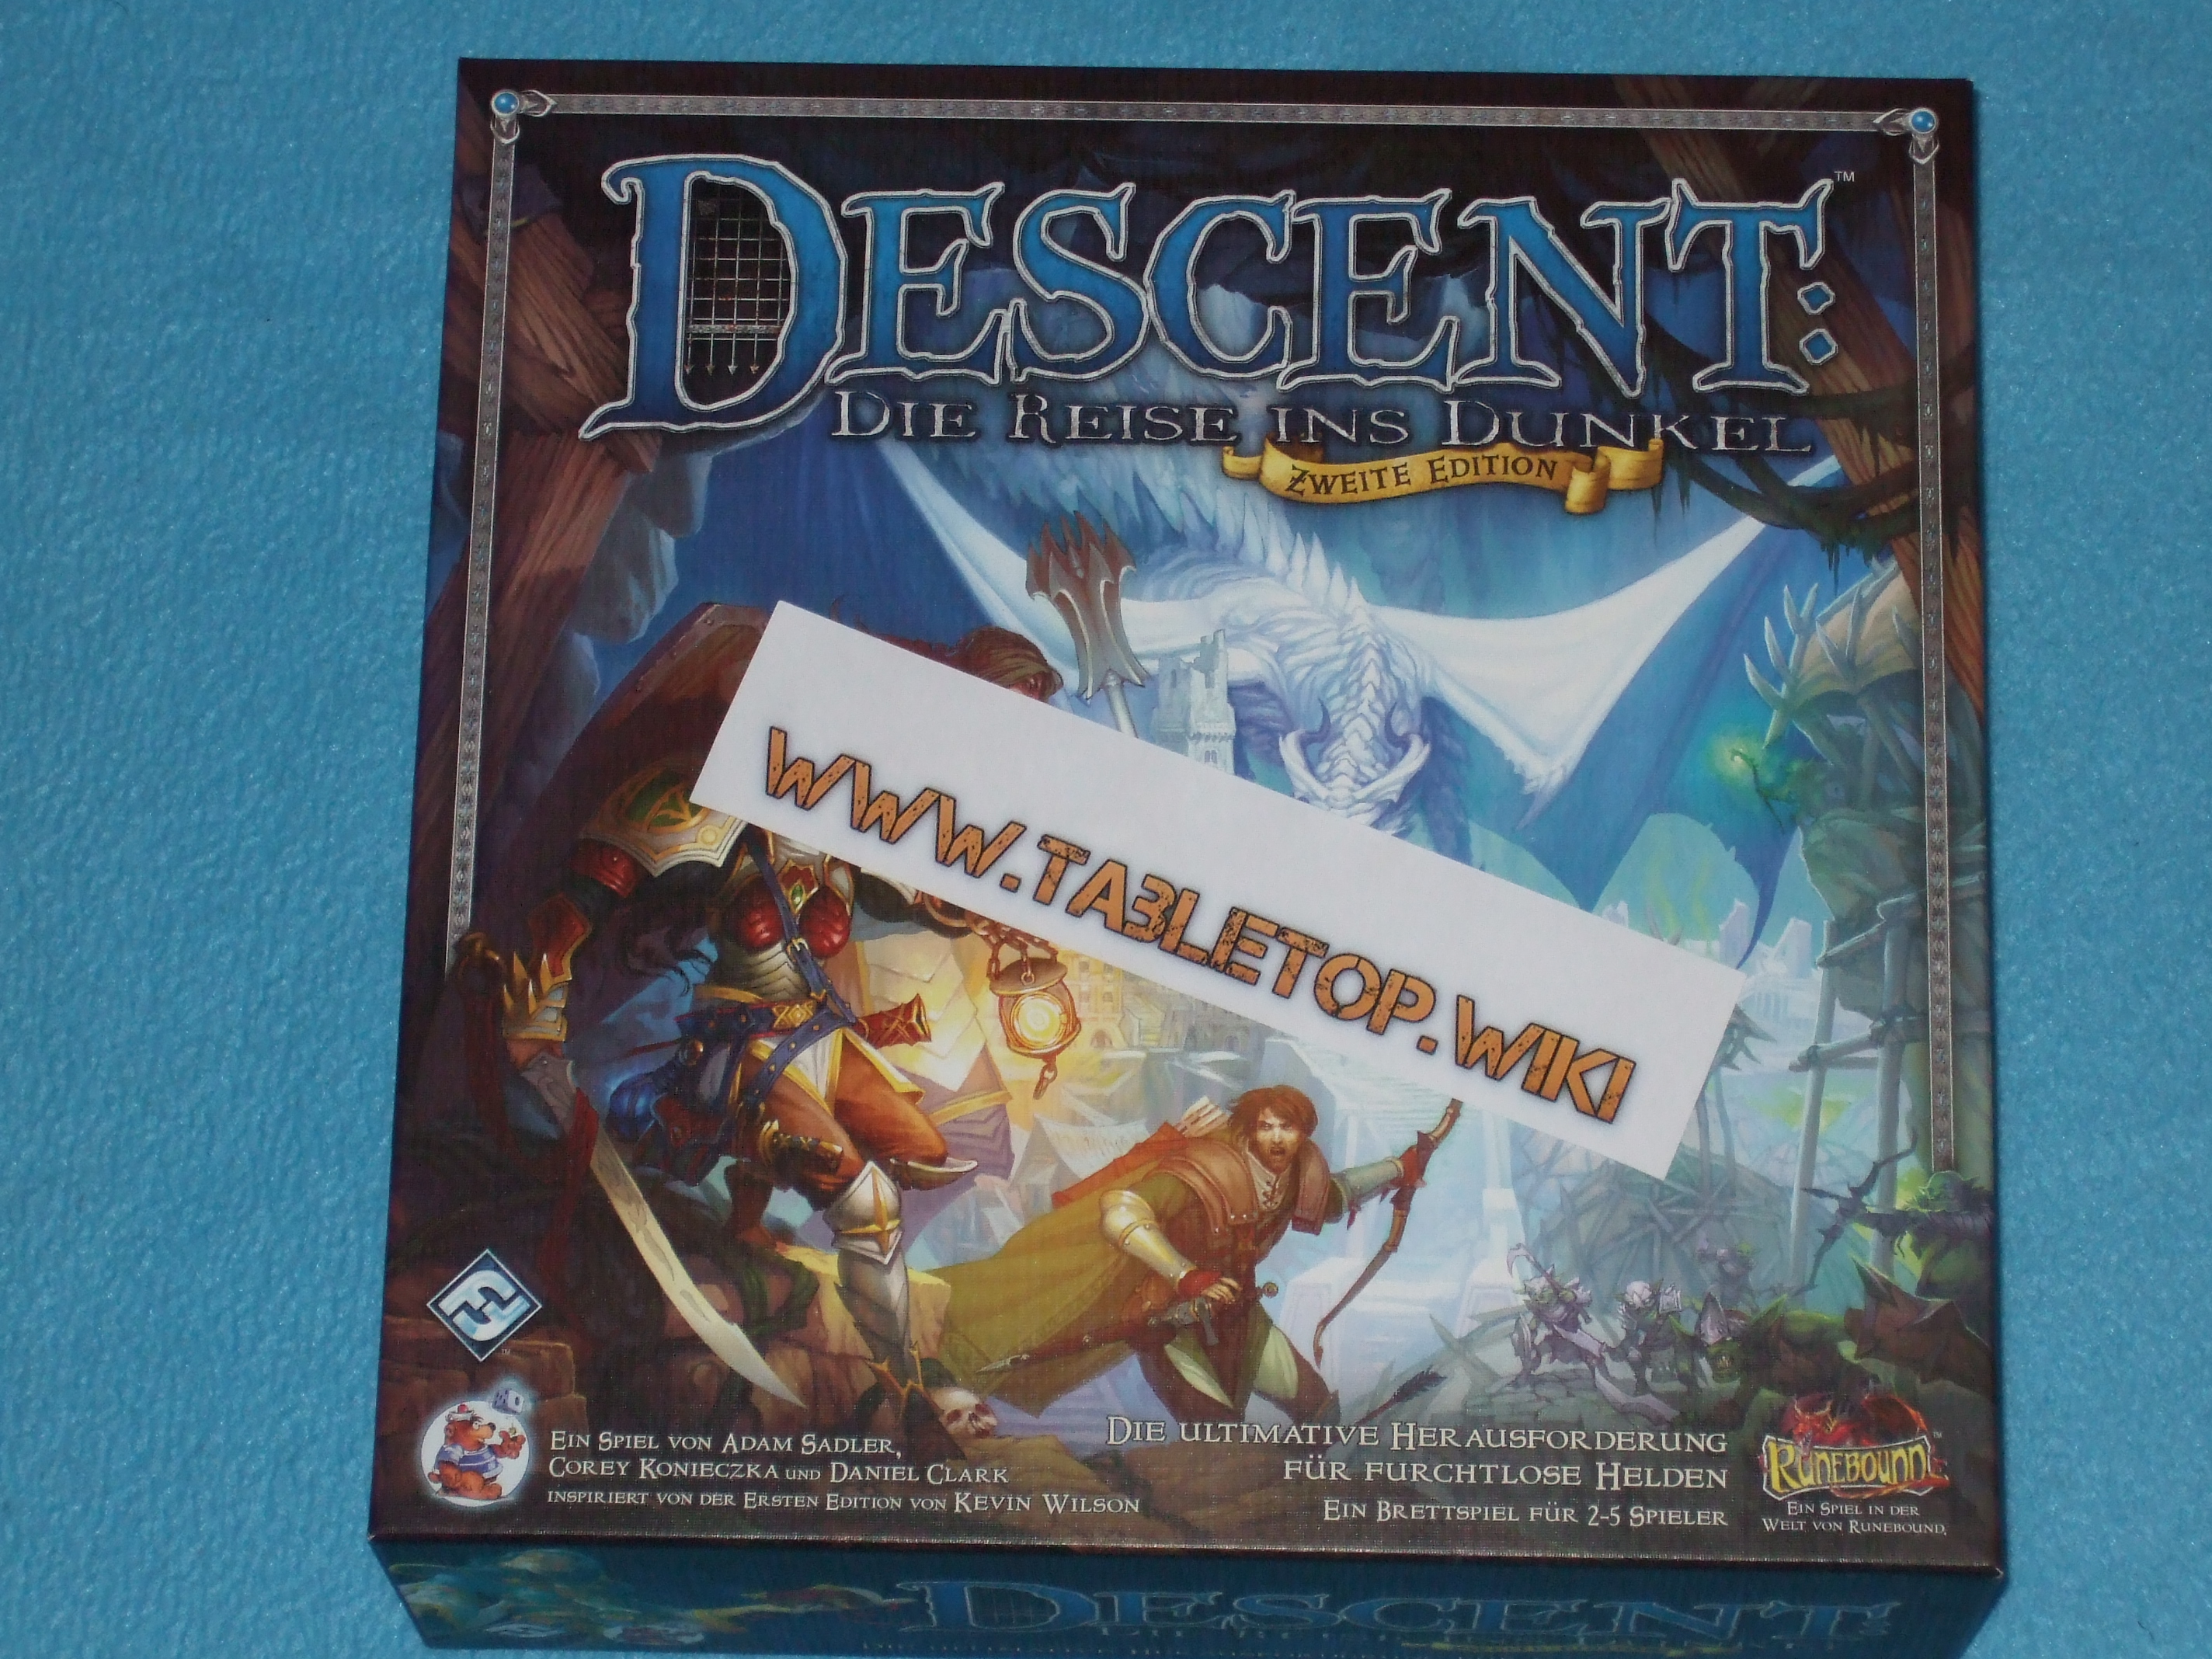 DESCENT:™
DIE REISE INS DUNKEL
ZWEITE EDITION
WWW.TABLETOP.WIKI
EIN SPIEL VON ADAM SADLER,
COREY KONIECZKA UND DANIEL CLARK
INSPIRIERT VON DER ERSTEN EDITION VON KEVIN WILSON
DIE ULTIMATIVE HERAUSFORDERUNG
FÜR FURCHTLOSE HELDEN
EIN BRETTSPIEL FÜR 2-5 SPIELER
RUNEBOUND™
EIN SPIEL IN DER
WELT VON RUNEBOUND.
DESCENT: